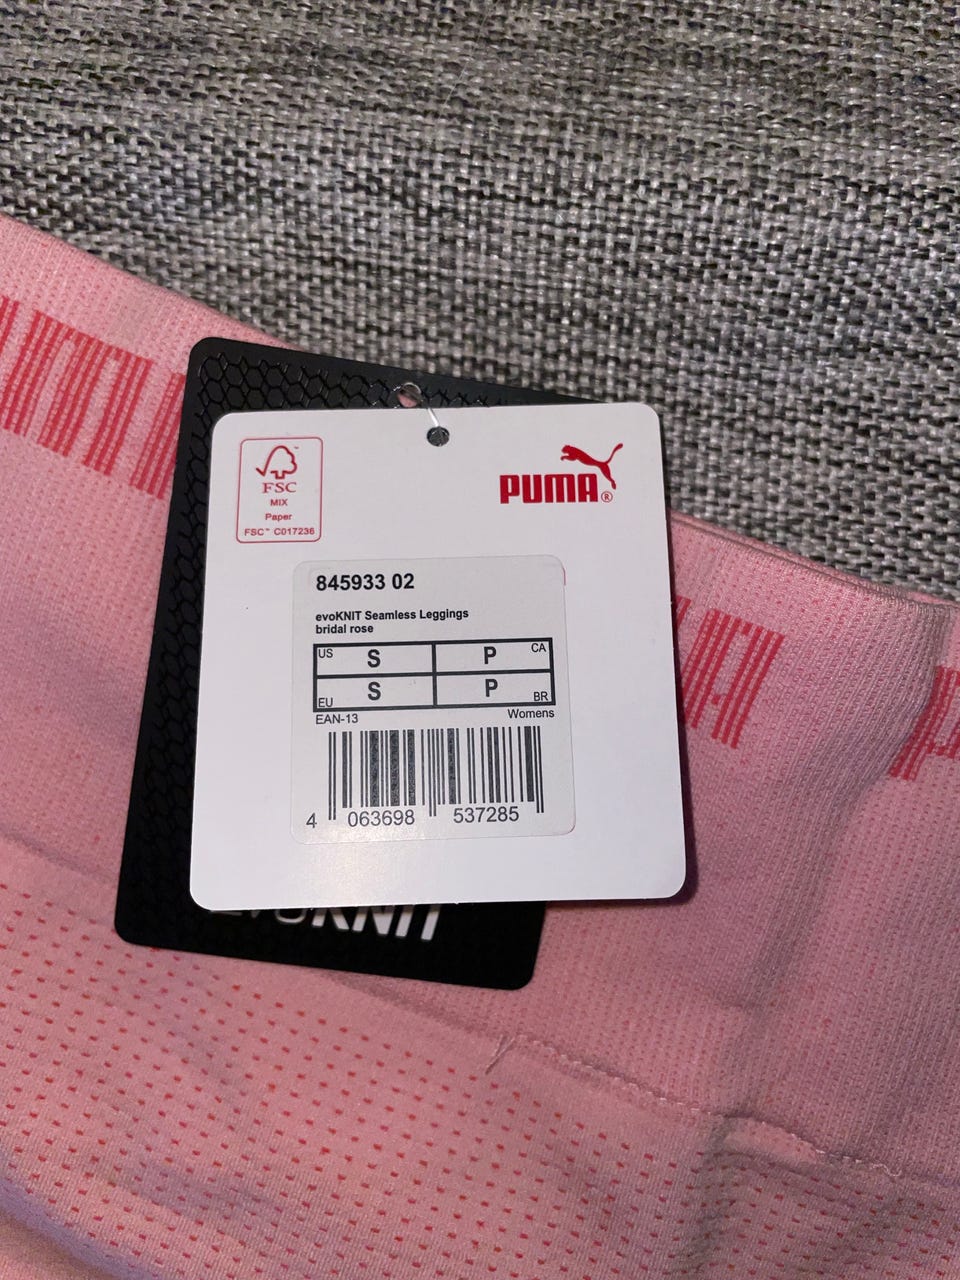 FSC
MIX
Paper
FSC™ C017236
PUMA®
845933 02
evoKNIT Seamless Leggings
bridal rose
US S P CA
EU S P BR
EAN-13 Womens
4 063698 537285
evoKNIT